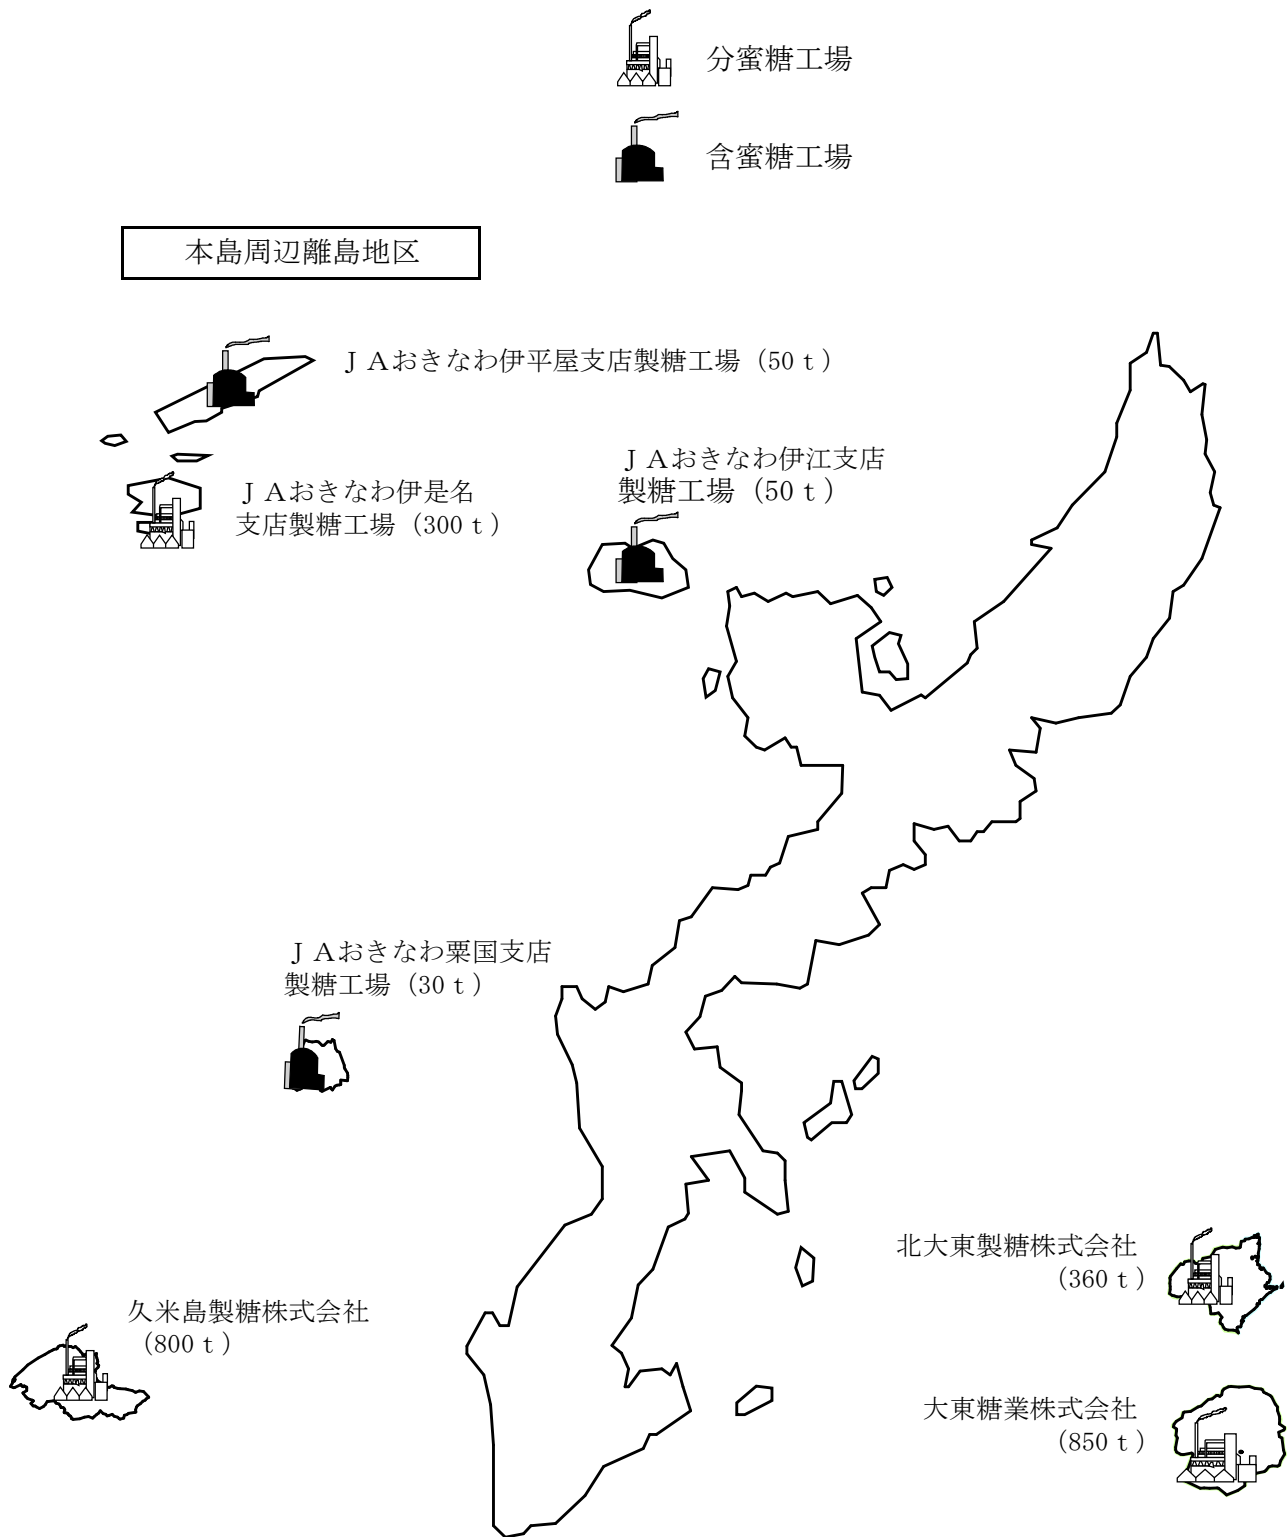 分蜜糖工場
含蜜糖工場
本島周辺離島地区
ＪＡおきなわ伊平屋支店製糖工場（50ｔ）
ＪＡおきなわ伊是名
支店製糖工場（300ｔ）
ＪＡおきなわ伊江支店
製糖工場（50ｔ）
ＪＡおきなわ粟国支店
製糖工場（30ｔ）
久米島製糖株式会社
（800ｔ）
北大東製糖株式会社
（360ｔ）
大東糖業株式会社
（850ｔ）